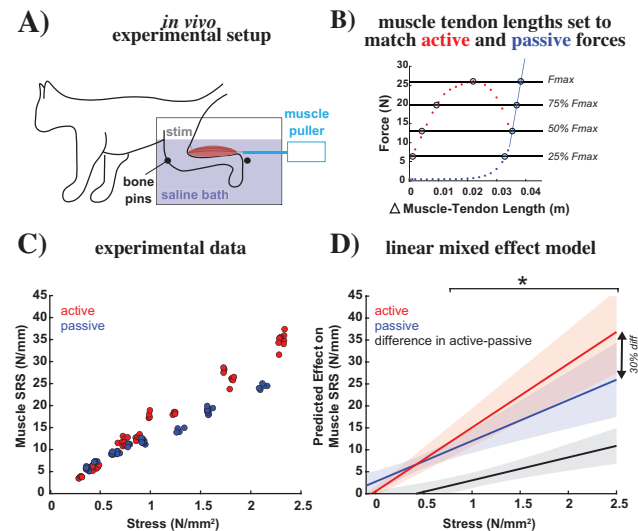 A)
in vivo
experimental setup
stim
muscle
puller
bone
pins
saline bath
B)
muscle tendon lengths set to
match active and passive forces
Force (N)
30
25
20
15
10
5
0
Fmax
75% Fmax
50% Fmax
25% Fmax
0 0.01 0.02 0.03 0.04
Δ Muscle-Tendon Length (m)
C)
experimental data
active
passive
Muscle SRS
(N/mm)
45
40
35
30
25
20
15
10
5
0
0 0.5 1 1.5 2 2.5
Stress (N/mm²)
D)
linear mixed effect model
*
active
passive
difference in active-passive
30% diff
Predicted Effect on
Muscle SRS (N/mm)
45
40
35
30
25
20
15
10
5
0
0 0.5 1 1.5 2 2.5
Stress (N/mm²)